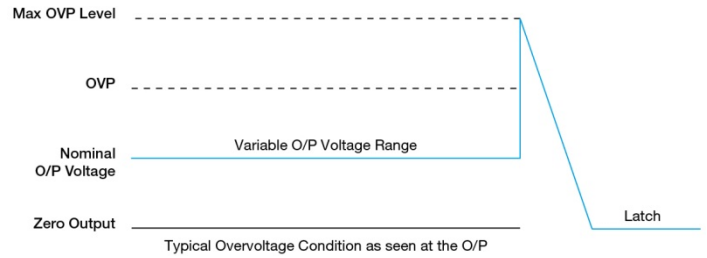 Max OVP Level
OVP
Variable O/P Voltage Range
Nominal
O/P Voltage
Zero Output
Latch
Typical Overvoltage Condition as seen at the O/P